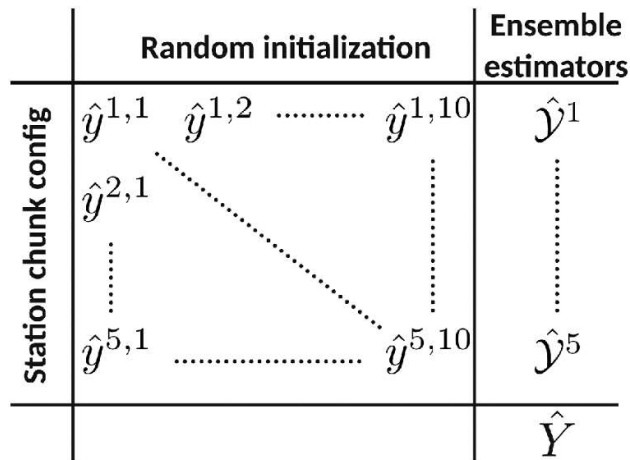 Random initialization
Ensemble
estimators
Station chunk config
ŷ^{1,1} ŷ^{1,2} ............ ŷ^{1,10} 𝒴̂^1
ŷ^{2,1}
ŷ^{5,1} ............ ŷ^{5,10} 𝒴̂^5
Ŷ